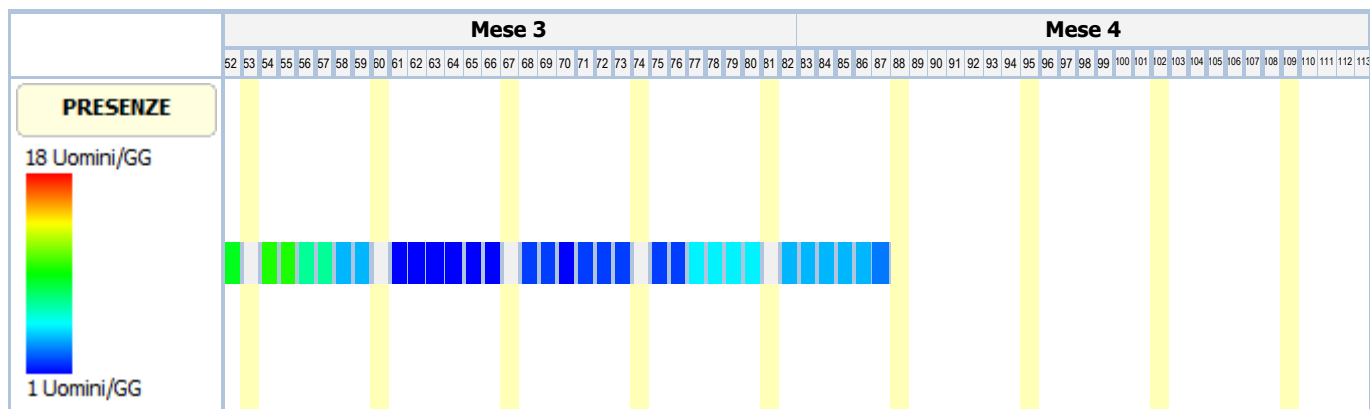 Mese 3 Mese 4
52 53 54 55 56 57 58 59 60 61 62 63 64 65 66 67 68 69 70 71 72 73 74 75 76 77 78 79 80 81 82 83 84 85 86 87 88 89 90 91 92 93 94 95 96 97 98 99 100 101 102 103 104 105 106 107 108 109 110 111 112 113
PRESENZE
18 Uomini/GG
1 Uomini/GG